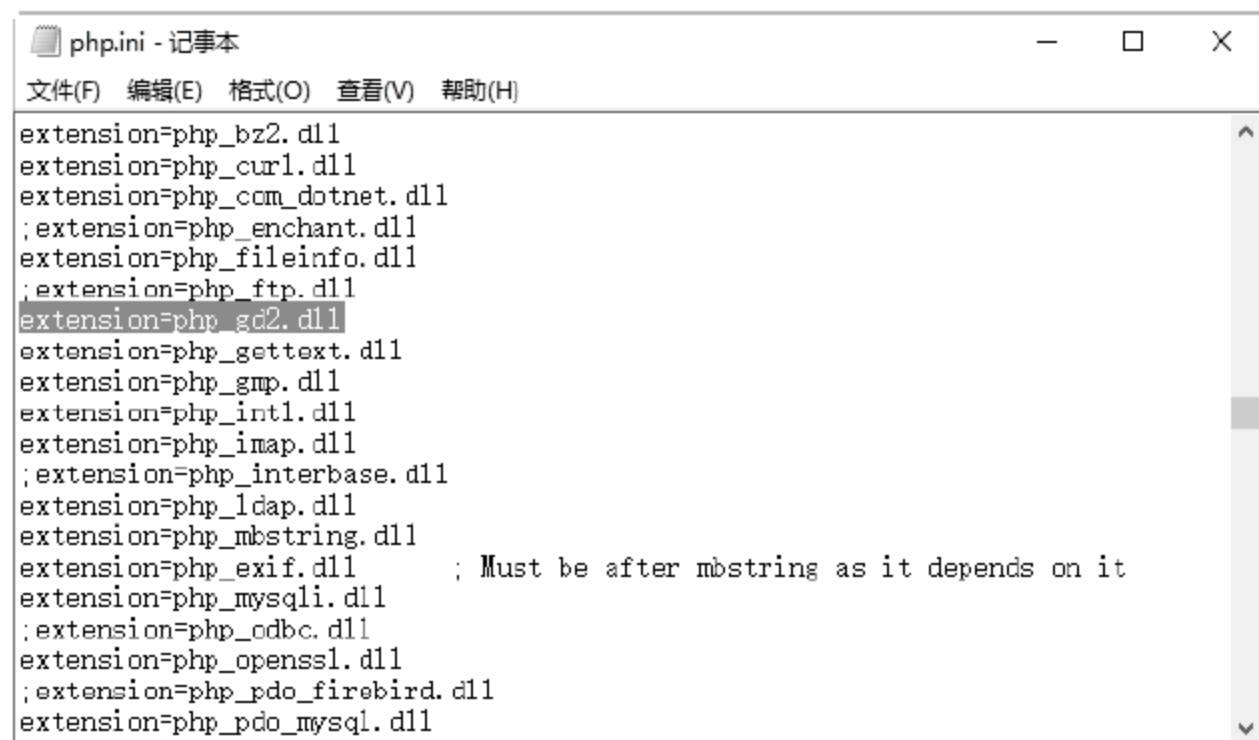 php.ini - 记事本
文件(F) 编辑(E) 格式(O) 查看(V) 帮助(H)
extension=php_bz2.dll
extension=php_curl.dll
extension=php_com_dotnet.dll
;extension=php_enchant.dll
extension=php_fileinfo.dll
;extension=php_ftp.dll
extension=php_gd2.dll
extension=php_gettext.dll
extension=php_gmp.dll
extension=php_intl.dll
extension=php_imap.dll
;extension=php_interbase.dll
extension=php_ldap.dll
extension=php_mbstring.dll
extension=php_exif.dll ; Must be after mbstring as it depends on it
extension=php_mysqli.dll
;extension=php_odbc.dll
extension=php_openssl.dll
;extension=php_pdo_firebird.dll
extension=php_pdo_mysql.dll